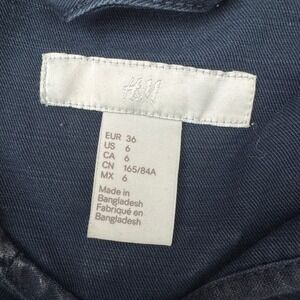 H&M
EUR 36
US 6
CA 6
CN 165/84A
MX 6
Made in
Bangladesh
Fabriqué en
Bangladesh